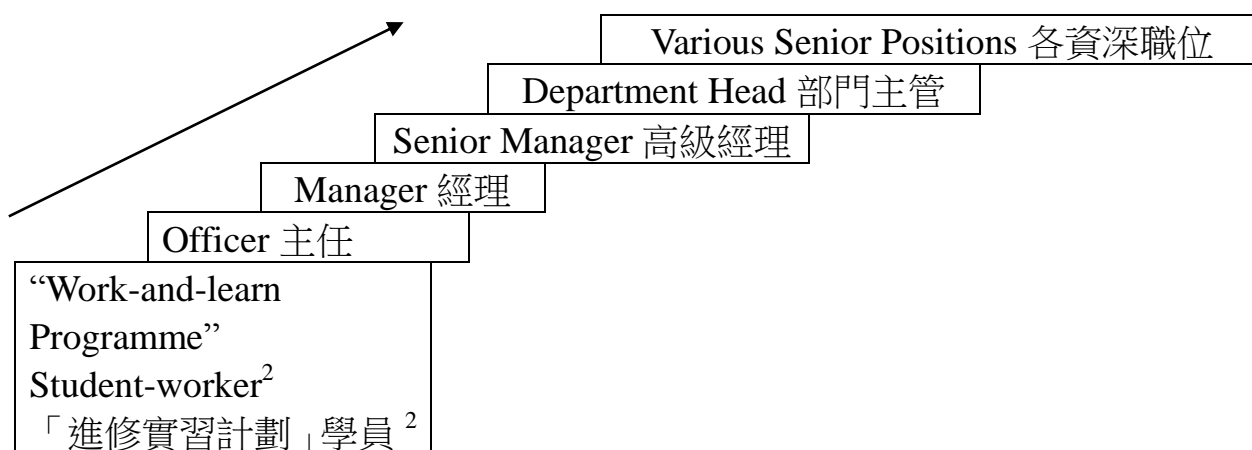 Various Senior Positions 各資深職位
Department Head 部門主管
Senior Manager 高級經理
Manager 經理
Officer 主任
“Work-and-learn
Programme”
Student-worker²
「進修實習計劃」學員²